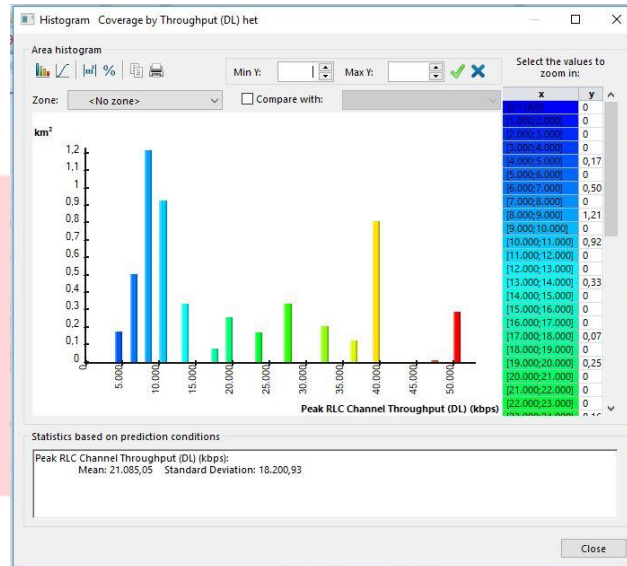 Histogram Coverage by Throughput (DL) het
Area histogram
Min Y:
Max Y:
Select the values to zoom in:
Zone: <No zone>
Compare with:
x y
0
[1.000;2.000] 0
[2.000;3.000] 0
[3.000;4.000] 0
[4.000;5.000] 0,17
[5.000;6.000] 0
[6.000;7.000] 0,50
[7.000;8.000] 0
[8.000;9.000] 1,21
[9.000;10.000] 0
[10.000;11.000] 0,92
[11.000;12.000] 0
[12.000;13.000] 0
[13.000;14.000] 0,33
[14.000;15.000] 0
[15.000;16.000] 0
[16.000;17.000] 0
[17.000;18.000] 0,07
[18.000;19.000] 0
[19.000;20.000] 0,25
[20.000;21.000] 0
[21.000;22.000] 0
[22.000;23.000] 0
km²
1,2
1,1
1
0,9
0,8
0,7
0,6
0,5
0,4
0,3
0,2
0,1
0
0 5.000 10.000 15.000 20.000 25.000 30.000 35.000 40.000 45.000 50.000
Peak RLC Channel Throughput (DL) (kbps)
Statistics based on prediction conditions
Peak RLC Channel Throughput (DL) (kbps):
Mean: 21.085,05 Standard Deviation: 18.200,93
Close